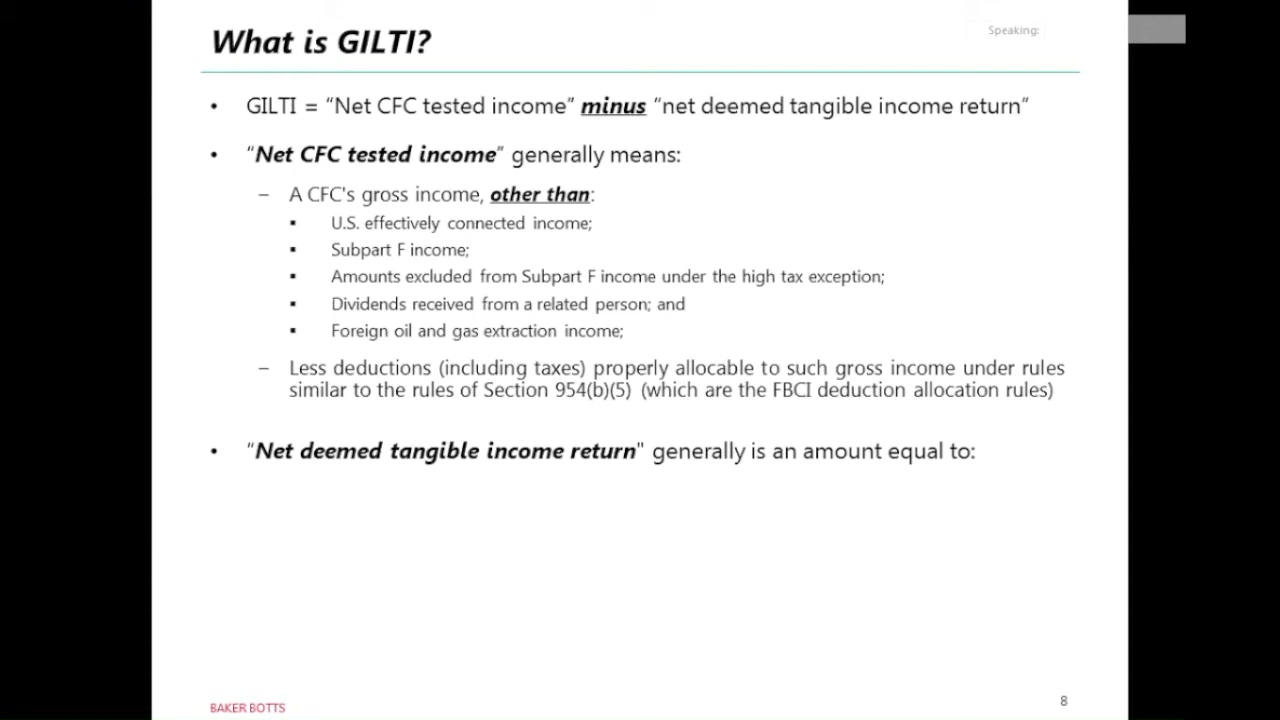 What is GILTI?
Speaking:
• GILTI = “Net CFC tested income” minus “net deemed tangible income return”
• “Net CFC tested income” generally means:
– A CFC's gross income, other than:
▪ U.S. effectively connected income;
▪ Subpart F income;
▪ Amounts excluded from Subpart F income under the high tax exception;
▪ Dividends received from a related person; and
▪ Foreign oil and gas extraction income;
– Less deductions (including taxes) properly allocable to such gross income under rules
similar to the rules of Section 954(b)(5) (which are the FBCI deduction allocation rules)
• “Net deemed tangible income return" generally is an amount equal to:
BAKER BOTTS
8